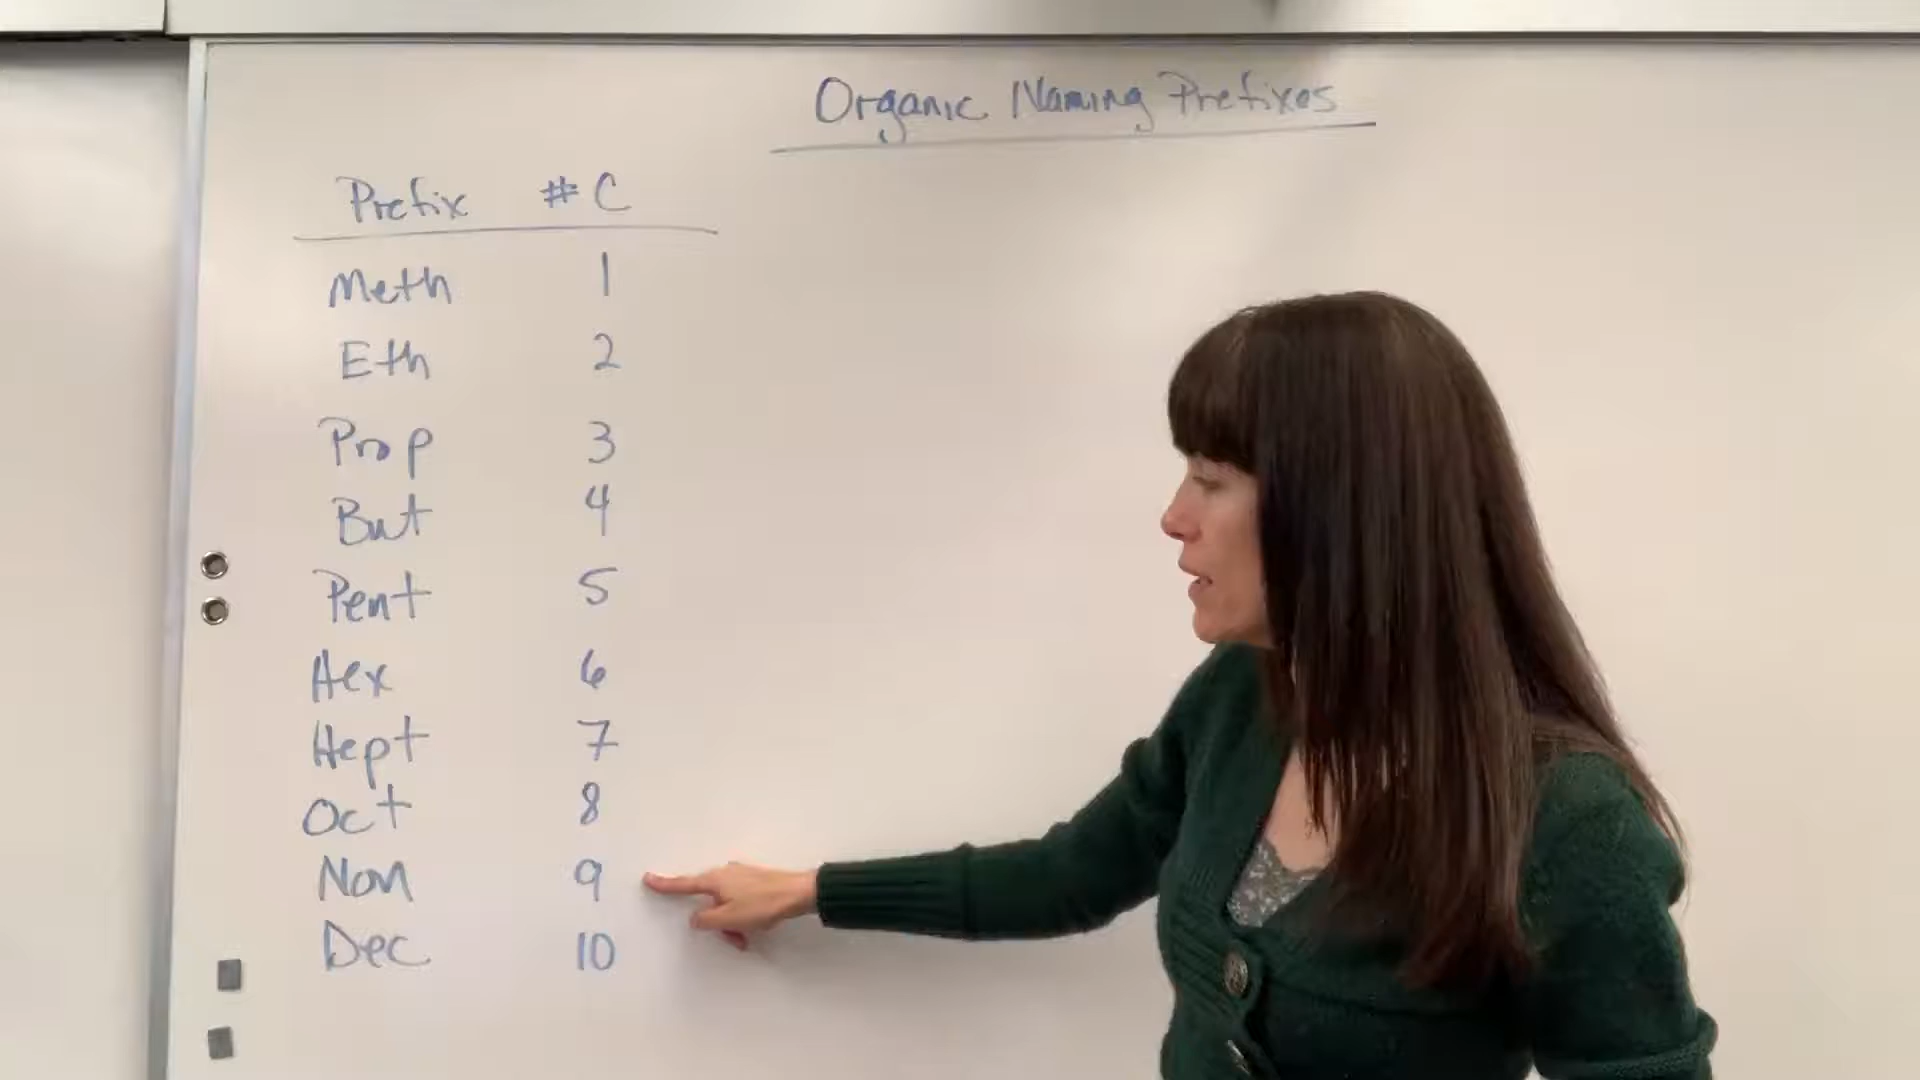 Organic Naming Prefixes
Prefix # C
Meth 1
Eth 2
Prop 3
But 4
Pent 5
Hex 6
Hept 7
Oct 8
Non 9
Dec 10